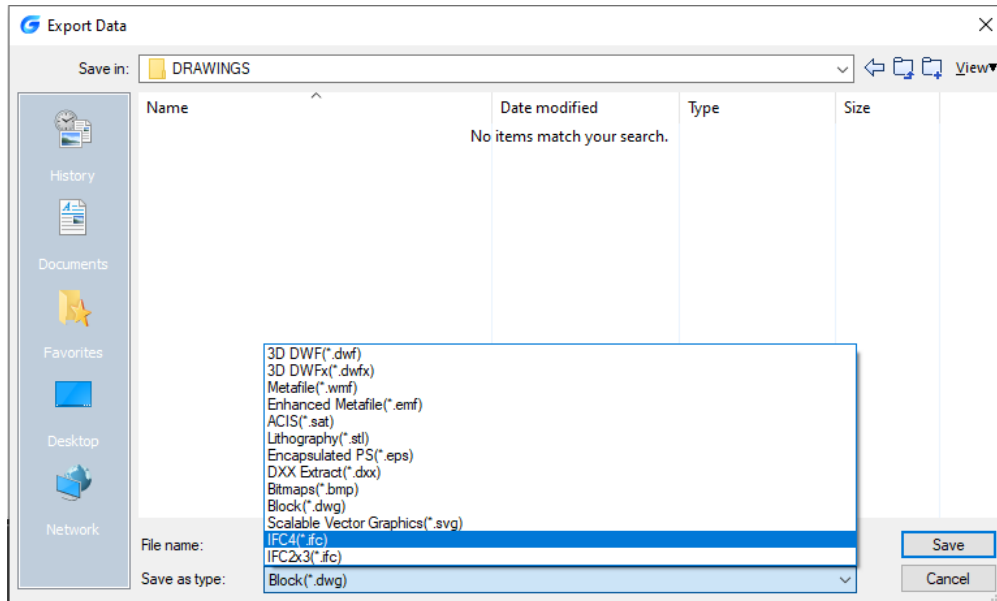 Export Data
Save in: DRAWINGS View
Name Date modified Type Size
No items match your search.
History
Documents
Favorites
Desktop
Network
3D DWF(*.dwf)
3D DWFx(*.dwfx)
Metafile(*.wmf)
Enhanced Metafile(*.emf)
ACIS(*.sat)
Lithography(*.stl)
Encapsulated PS(*.eps)
DXX Extract(*.dxx)
Bitmaps(*.bmp)
Block(*.dwg)
Scalable Vector Graphics(*.svg)
IFC4(*.ifc)
IFC2x3(*.ifc)
File name: Save
Save as type: Block(*.dwg) Cancel